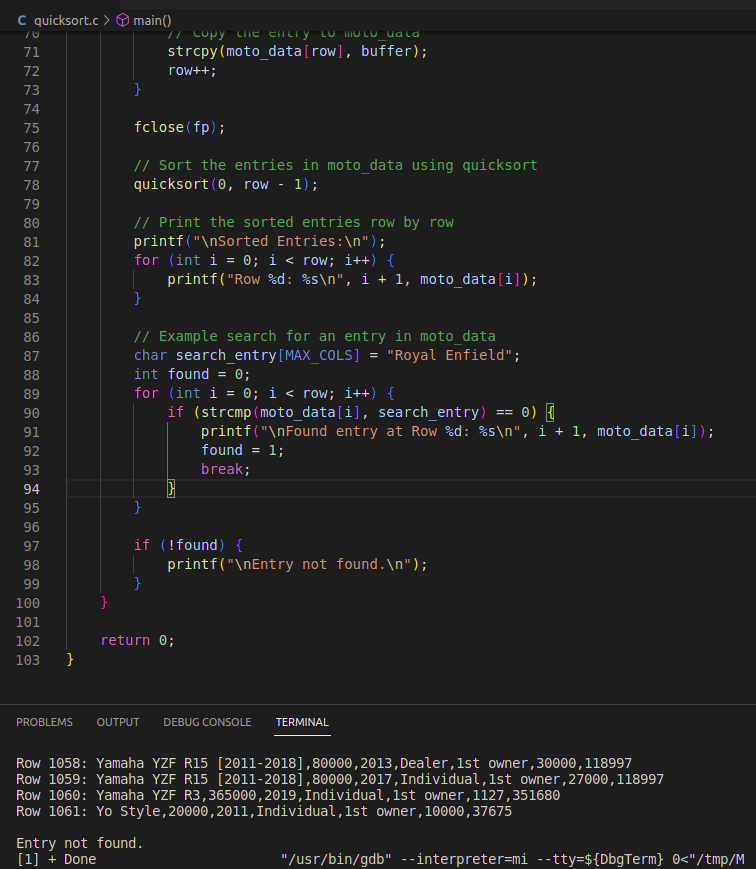 C quicksort.c > main()
70 // Copy the entry to moto_data
71 strcpy(moto_data[row], buffer);
72 row++;
73 }
74
75 fclose(fp);
76
77 // Sort the entries in moto_data using quicksort
78 quicksort(0, row - 1);
79
80 // Print the sorted entries row by row
81 printf("\nSorted Entries:\n");
82 for (int i = 0; i < row; i++) {
83 printf("Row %d: %s\n", i + 1, moto_data[i]);
84 }
85
86 // Example search for an entry in moto_data
87 char search_entry[MAX_COLS] = "Royal Enfield";
88 int found = 0;
89 for (int i = 0; i < row; i++) {
90 if (strcmp(moto_data[i], search_entry) == 0) {
91 printf("\nFound entry at Row %d: %s\n", i + 1, moto_data[i]);
92 found = 1;
93 break;
94 }
95 }
96
97 if (!found) {
98 printf("\nEntry not found.\n");
99 }
100 }
101
102 return 0;
103 }
PROBLEMS OUTPUT DEBUG CONSOLE TERMINAL
Row 1058: Yamaha YZF R15 [2011-2018],80000,2013,Dealer,1st owner,30000,118997
Row 1059: Yamaha YZF R15 [2011-2018],80000,2017,Individual,1st owner,27000,118997
Row 1060: Yamaha YZF R3,365000,2019,Individual,1st owner,1127,351680
Row 1061: Yo Style,20000,2011,Individual,1st owner,10000,37675
Entry not found.
[1] + Done "/usr/bin/gdb" --interpreter=mi --tty=${DbgTerm} 0<"/tmp/M